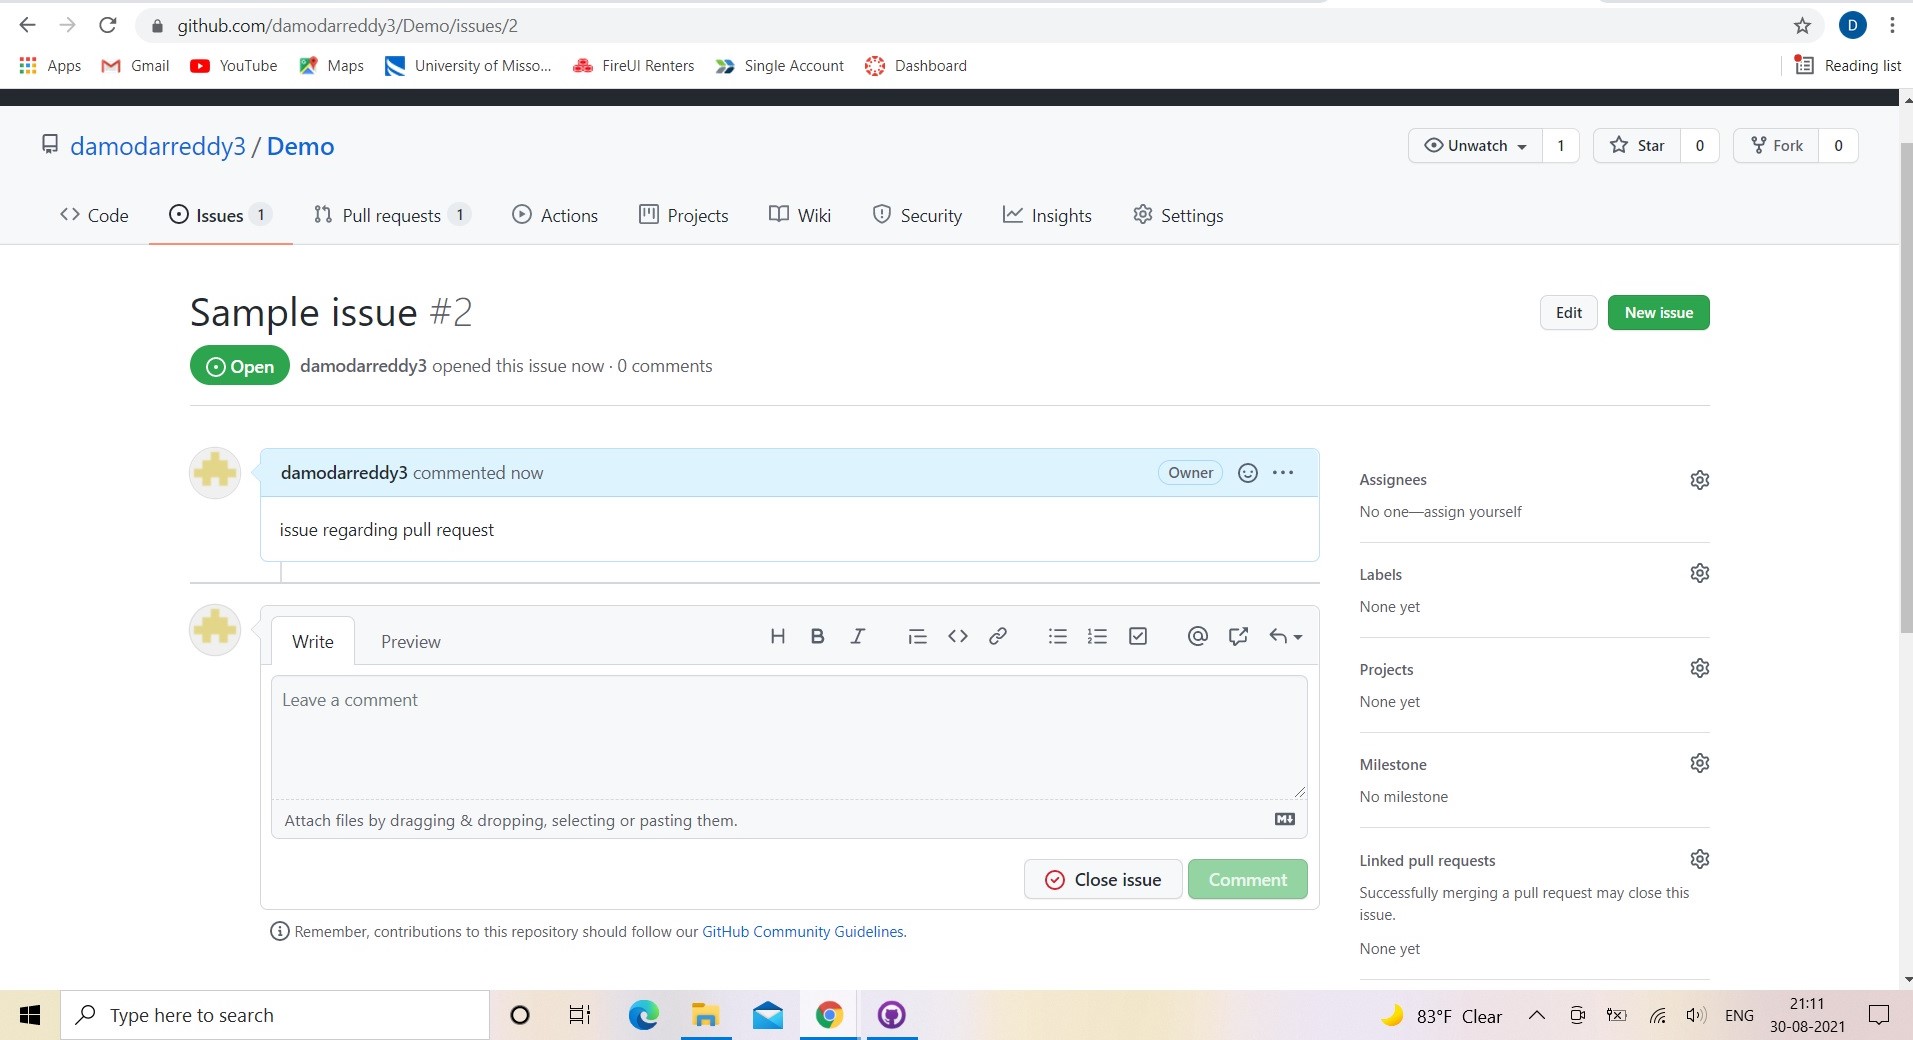 github.com/damodarreddy3/Demo/issues/2
D
Apps Gmail YouTube Maps University of Misso... FireUI Renters Single Account Dashboard Reading list
damodarreddy3 / Demo
Unwatch 1 Star 0 Fork 0
Code Issues 1 Pull requests 1 Actions Projects Wiki Security Insights Settings
Sample issue #2
Edit New issue
Open damodarreddy3 opened this issue now · 0 comments
damodarreddy3 commented now Owner
issue regarding pull request
Assignees
No one—assign yourself
Labels
None yet
Write Preview H B I @
Leave a comment
Projects
None yet
Milestone
No milestone
Attach files by dragging & dropping, selecting or pasting them.
Close issue Comment
Linked pull requests
Successfully merging a pull request may close this
issue.
None yet
Remember, contributions to this repository should follow our GitHub Community Guidelines.
Type here to search
83°F Clear ENG
21:11
30-08-2021